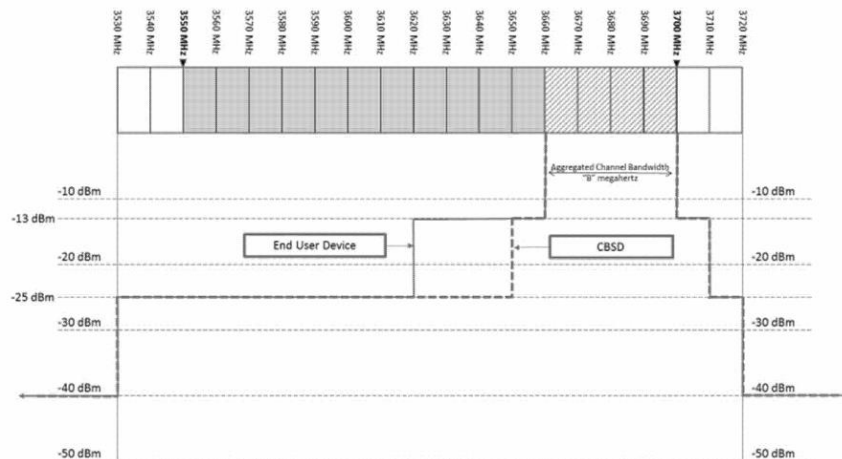 3530 MHz
3540 MHz
3550 MHz
3560 MHz
3570 MHz
3580 MHz
3590 MHz
3600 MHz
3610 MHz
3620 MHz
3630 MHz
3640 MHz
3650 MHz
3660 MHz
3670 MHz
3680 MHz
3690 MHz
3700 MHz
3710 MHz
3720 MHz
Aggregated Channel Bandwidth
"B" megahertz
-10 dBm
-10 dBm
-13 dBm
-13 dBm
End User Device
CBSD
-20 dBm
-20 dBm
-25 dBm
-25 dBm
-30 dBm
-30 dBm
-40 dBm
-40 dBm
-50 dBm
-50 dBm